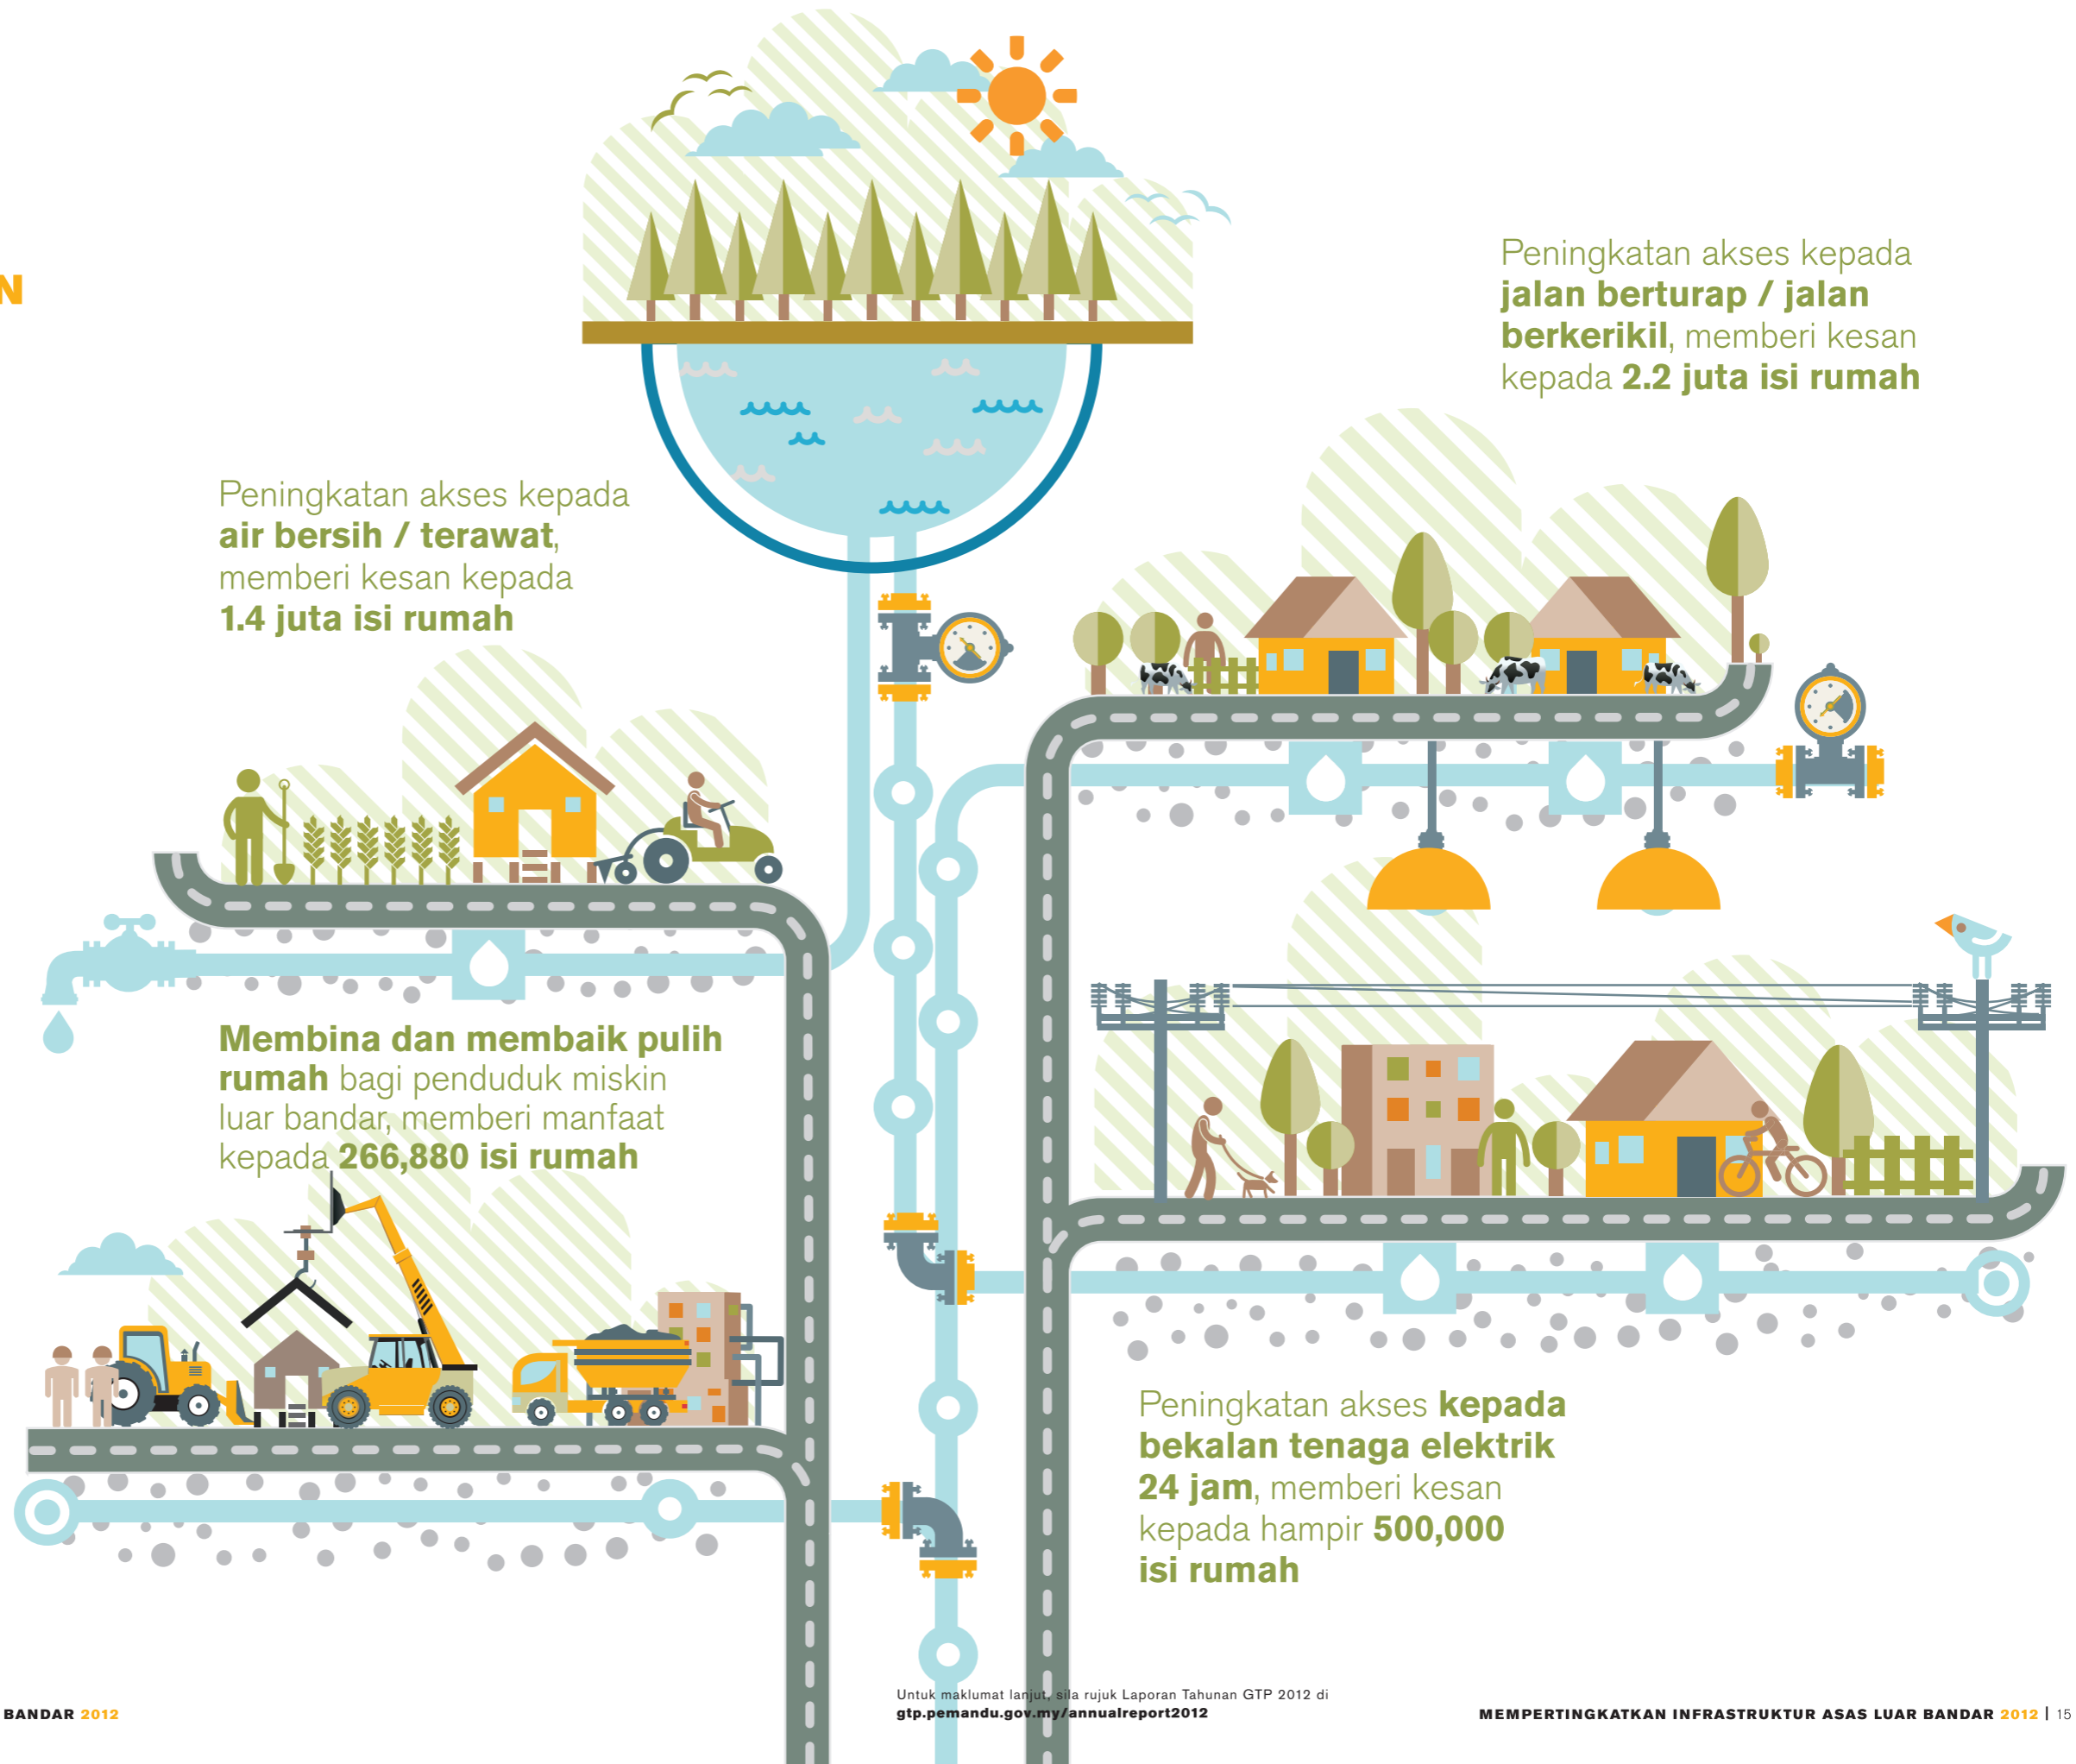 N
Peningkatan akses kepada
jalan berturap / jalan
berkerikil, memberi kesan
kepada 2.2 juta isi rumah
Peningkatan akses kepada
air bersih / terawat,
memberi kesan kepada
1.4 juta isi rumah
Membina dan membaik pulih
rumah bagi penduduk miskin
luar bandar, memberi manfaat
kepada 266,880 isi rumah
Peningkatan akses kepada
bekalan tenaga elektrik
24 jam, memberi kesan
kepada hampir 500,000
isi rumah
Untuk maklumat lanjut, sila rujuk Laporan Tahunan GTP 2012 di
gtp.pemandu.gov.my/annualreport2012
BANDAR 2012
MEMPERTINGKATKAN INFRASTRUKTUR ASAS LUAR BANDAR 2012 | 15